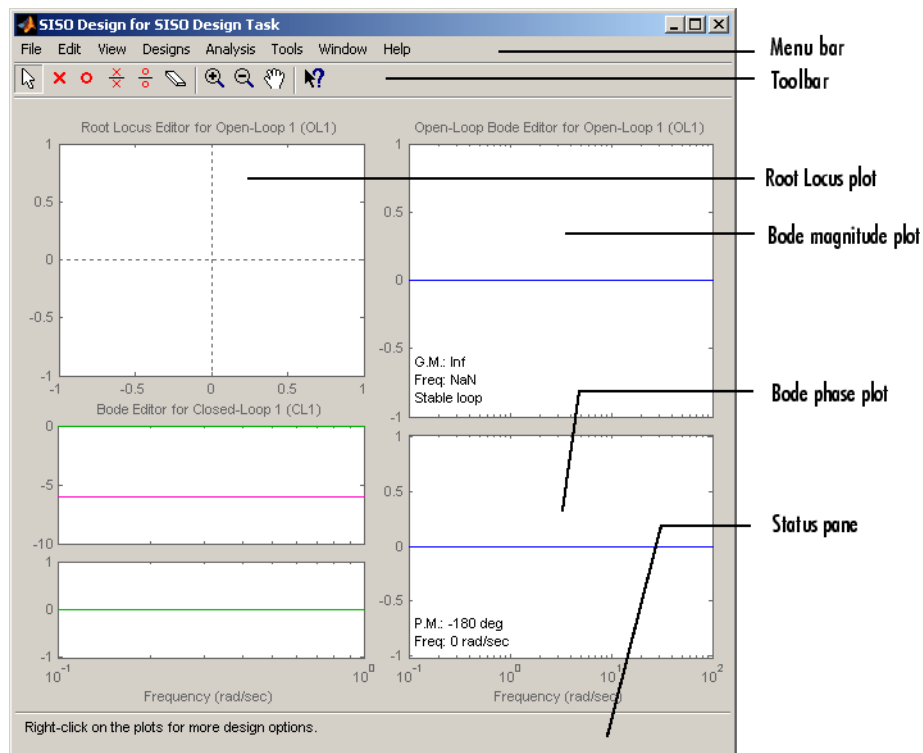 SISO Design for SISO Design Task
File Edit View Designs Analysis Tools Window Help
Menu bar
Toolbar
Root Locus Editor for Open-Loop 1 (OL1)
1
0.5
0
-0.5
-1
-1 -0.5 0 0.5 1
Root Locus plot
Open-Loop Bode Editor for Open-Loop 1 (OL1)
1
0.5
0
-0.5
-1
G.M.: Inf
Freq: NaN
Stable loop
Bode magnitude plot
Bode Editor for Closed-Loop 1 (CL1)
0
-5
-10
1
0
-1
10^-1 10^0
Frequency (rad/sec)
1
0.5
0
-0.5
-1
P.M.: -180 deg
Freq: 0 rad/sec
10^-1 10^0 10^1 10^2
Frequency (rad/sec)
Bode phase plot
Status pane
Right-click on the plots for more design options.